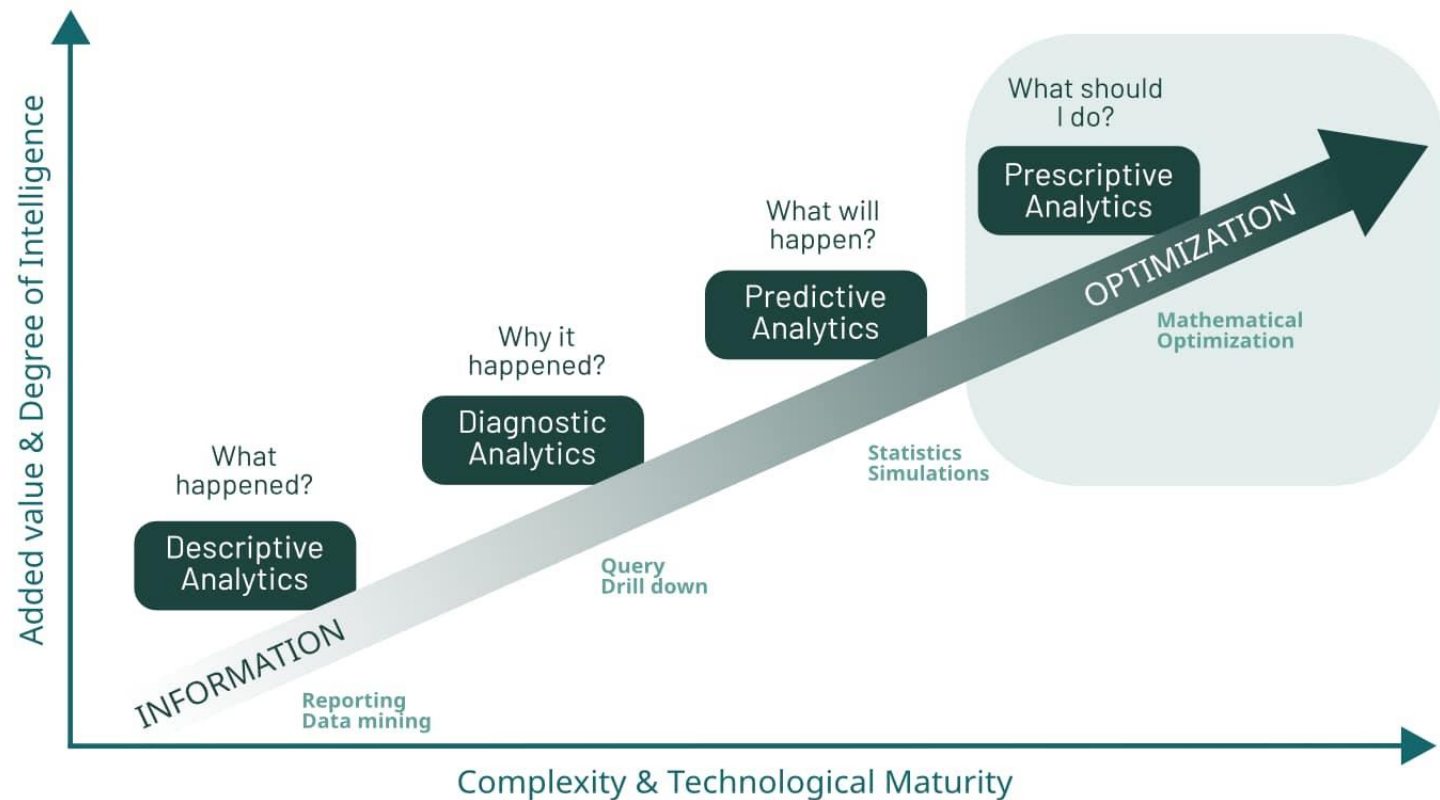 Added value & Degree of Intelligence
What should
I do?
Prescriptive
Analytics
OPTIMIZATION
Mathematical
Optimization
What will
happen?
Predictive
Analytics
Statistics
Simulations
Why it
happened?
Diagnostic
Analytics
Query
Drill down
What
happened?
Descriptive
Analytics
INFORMATION
Reporting
Data mining
Complexity & Technological Maturity